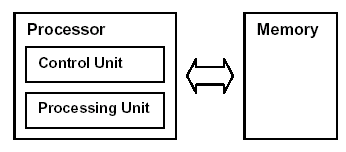 Processor
Control Unit
Processing Unit
Memory